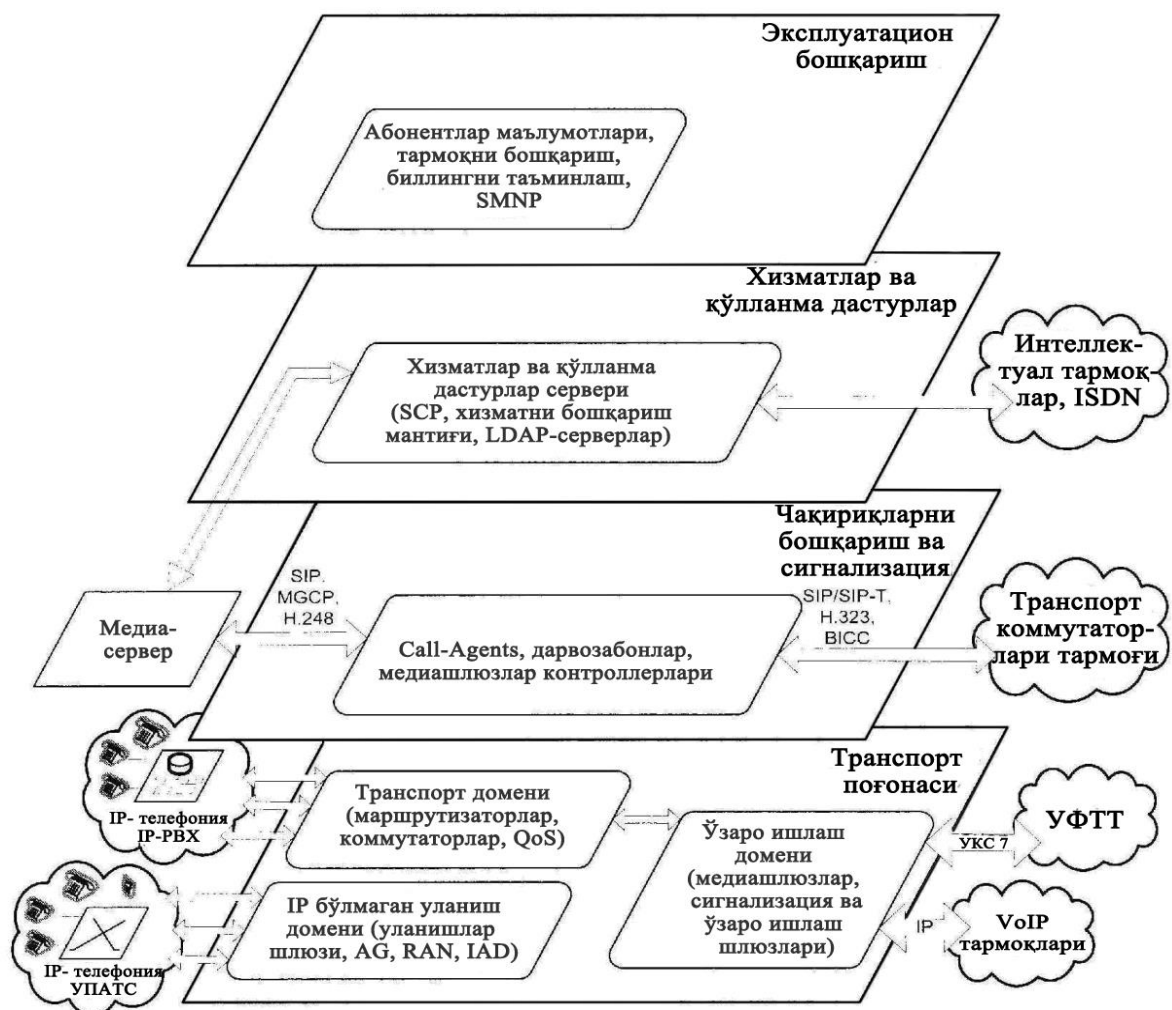 Эксплуатацион
бошқариш
Абонентлар маълумотлари,
тармоқни бошқариш,
биллингни таъминлаш,
SMNP
Хизматлар ва
қўлланма дастурлар
Хизматлар ва қўлланма
дастурлар сервери
(SCP, хизматни бошқариш
мантиғи, LDAP-серверлар)
Интеллек-
туал тармоқ-
лар, ISDN
Чақириқларни
бошқариш ва
сигнализация
SIP,
MGCP,
H.248
SIP/SIP-T,
H.323,
BICC
Медиа-
сервер
Call-Agents, дарвозабонлар,
медиашлюзлар контроллерлари
Транспорт
коммутатор-
лари тармоғи
Транспорт
поғонаси
IP- телефония
IP-PBX
Транспорт домени
(маршрутизаторлар,
коммутаторлар, QoS)
Ўзаро ишлаш
домени
(медиашлюзлар,
сигнализация ва
ўзаро ишлаш
шлюзлари)
УКС 7
УФТТ
IP бўлмаган уланиш
домени (уланишлар
шлюзи, AG, RAN, IAD)
IP- телефония
УПАТС
IP
VoIP
тармоқлари